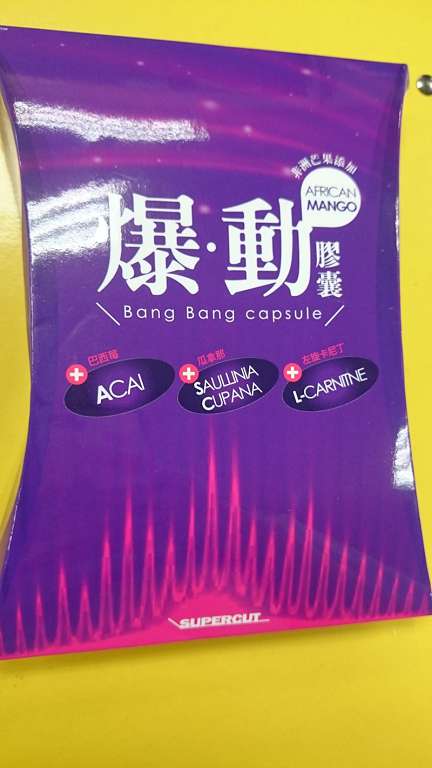 非洲芒果添加
AFRICAN
MANGO
爆·動
膠囊
Bang Bang capsule
巴西莓
ACAI
瓜拿那
SAULLINIA
CUPANA
左旋卡尼丁
L-CARNITNE
SUPERCUT